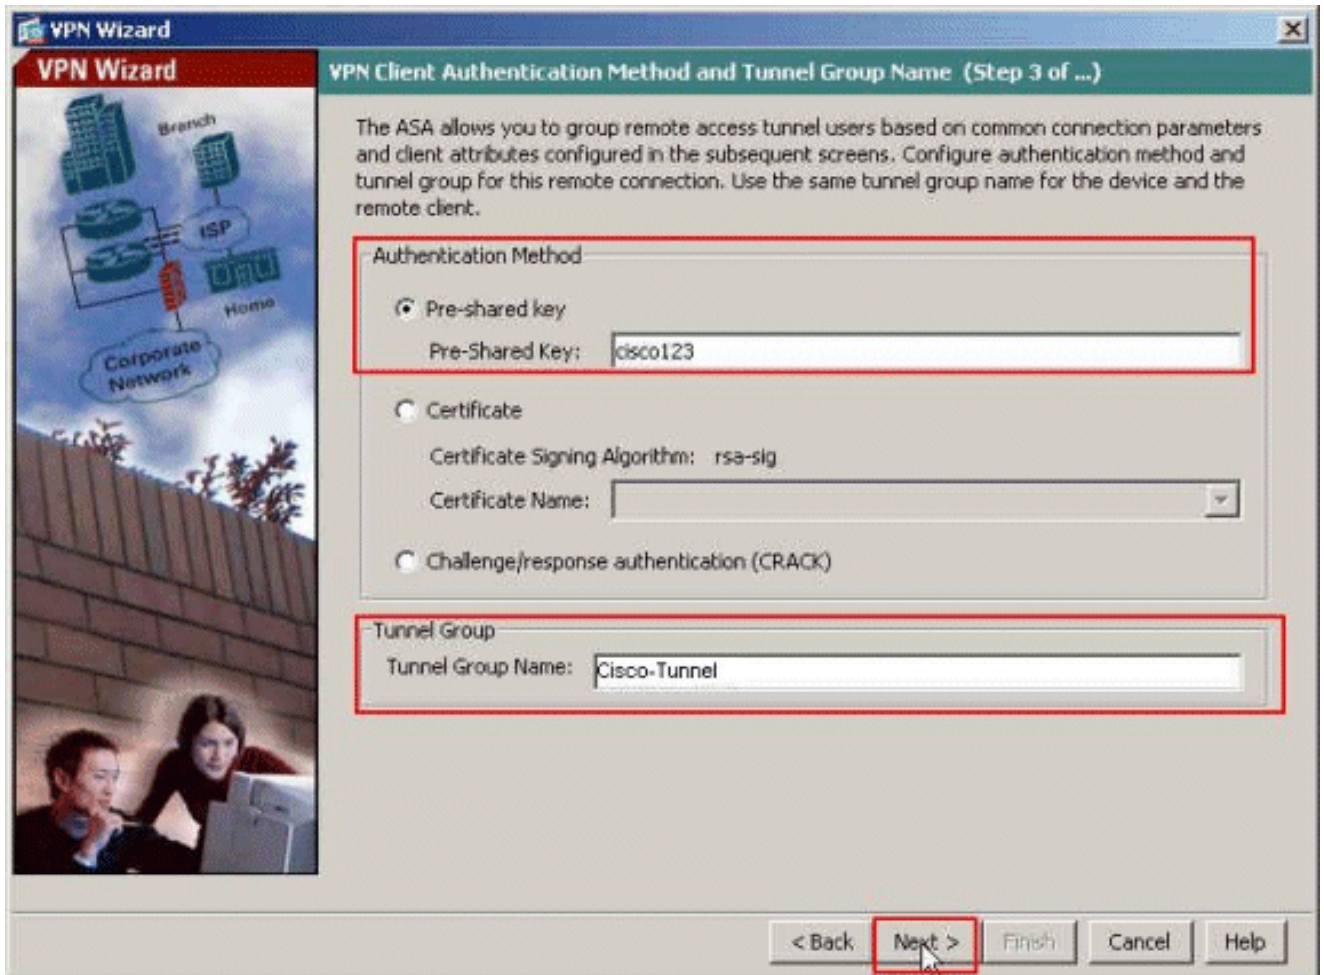 VPN Wizard
VPN Wizard
VPN Client Authentication Method and Tunnel Group Name (Step 3 of ...)
Branch
ISP
Home
Corporate
Network
The ASA allows you to group remote access tunnel users based on common connection parameters
and client attributes configured in the subsequent screens. Configure authentication method and
tunnel group for this remote connection. Use the same tunnel group name for the device and the
remote client.
Authentication Method
Pre-shared key
Pre-Shared Key: cisco123
Certificate
Certificate Signing Algorithm: rsa-sig
Certificate Name:
Challenge/response authentication (CRACK)
Tunnel Group
Tunnel Group Name: Cisco-Tunnel
< Back Next > Finish Cancel Help